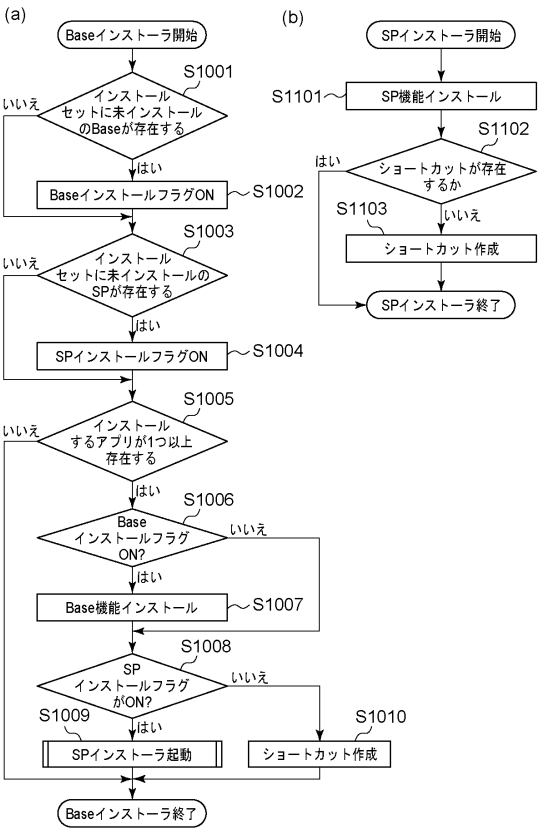 (a)
Baseインストーラ開始
S1001
インストール
セットに未インストール
のBaseが存在する
いいえ
はい
BaseインストールフラグON
S1002
S1003
インストール
セットに未インストールの
SPが存在する
いいえ
はい
SPインストールフラグON
S1004
S1005
インストール
するアプリが1つ以上
存在する
いいえ
はい
S1006
Base
インストールフラグ
ON?
いいえ
はい
Base機能インストール
S1007
S1008
SP
インストールフラグ
がON?
いいえ
はい
S1009
SPインストーラ起動
S1010
ショートカット作成
Baseインストーラ終了
(b)
SPインストーラ開始
S1101
SP機能インストール
S1102
ショートカットが存在
するか
はい
いいえ
S1103
ショートカット作成
SPインストーラ終了